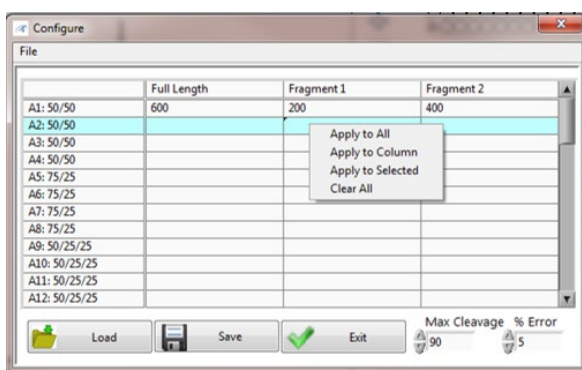 Configure
File
Full Length Fragment 1 Fragment 2
A1: 50/50 600 200 400
A2: 50/50
A3: 50/50
A4: 50/50
A5: 75/25
A6: 75/25
A7: 75/25
A8: 75/25
A9: 50/25/25
A10: 50/25/25
A11: 50/25/25
A12: 50/25/25
Apply to All
Apply to Column
Apply to Selected
Clear All
Max Cleavage % Error
Load Save Exit 90 5